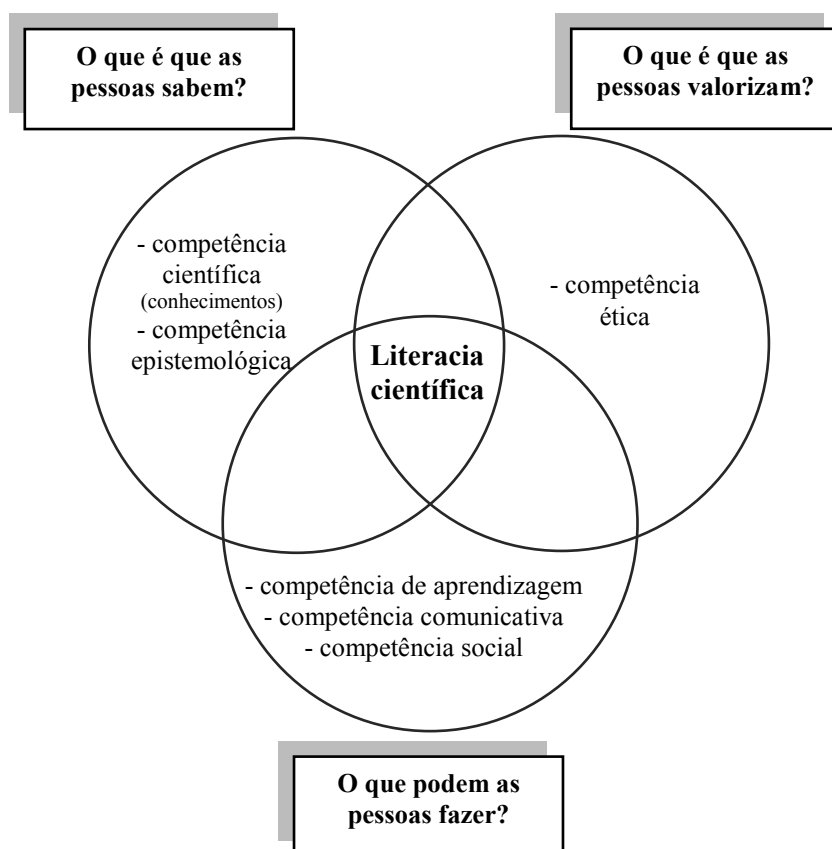 O que é que as
pessoas sabem?
O que é que as
pessoas valorizam?
- competência
científica
(conhecimentos)
- competência
epistemológica
- competência
ética
Literacia
científica
- competência de aprendizagem
- competência comunicativa
- competência social
O que podem as
pessoas fazer?